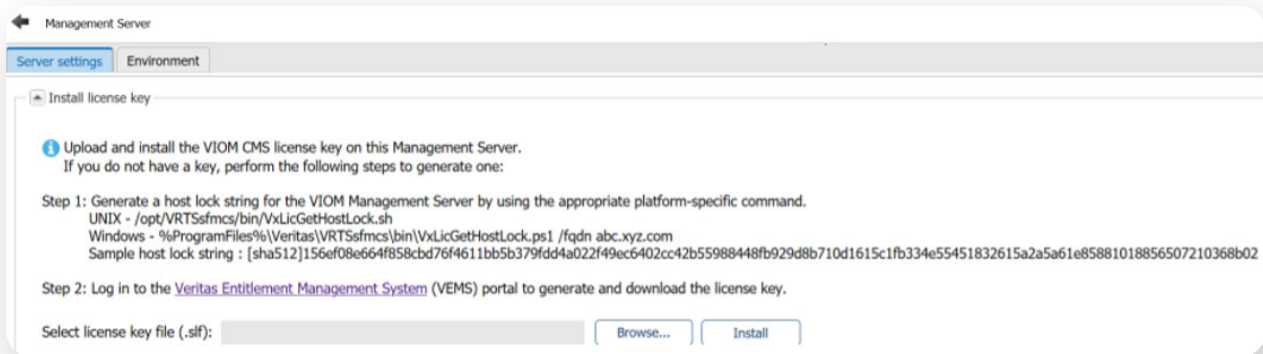 Management Server
Server settings Environment
Install license key
Upload and install the VIOM CMS license key on this Management Server.
If you do not have a key, perform the following steps to generate one:
Step 1: Generate a host lock string for the VIOM Management Server by using the appropriate platform-specific command.
UNIX - /opt/VRTSsfmcs/bin/VxLicGetHostLock.sh
Windows - %ProgramFiles%\Veritas\VRTSsfmcs\bin\VxLicGetHostLock.ps1 /fqdn abc.xyz.com
Sample host lock string : [sha512]156ef08e664f858cbd76f4611bb5b379fdd4a022f49ec6402cc42b55988448fb929d8b710d1615c1fb334e55451832615a2a5a61e85881018856507210368b02
Step 2: Log in to the Veritas Entitlement Management System (VEMS) portal to generate and download the license key.
Select license key file (.slf): Browse... Install